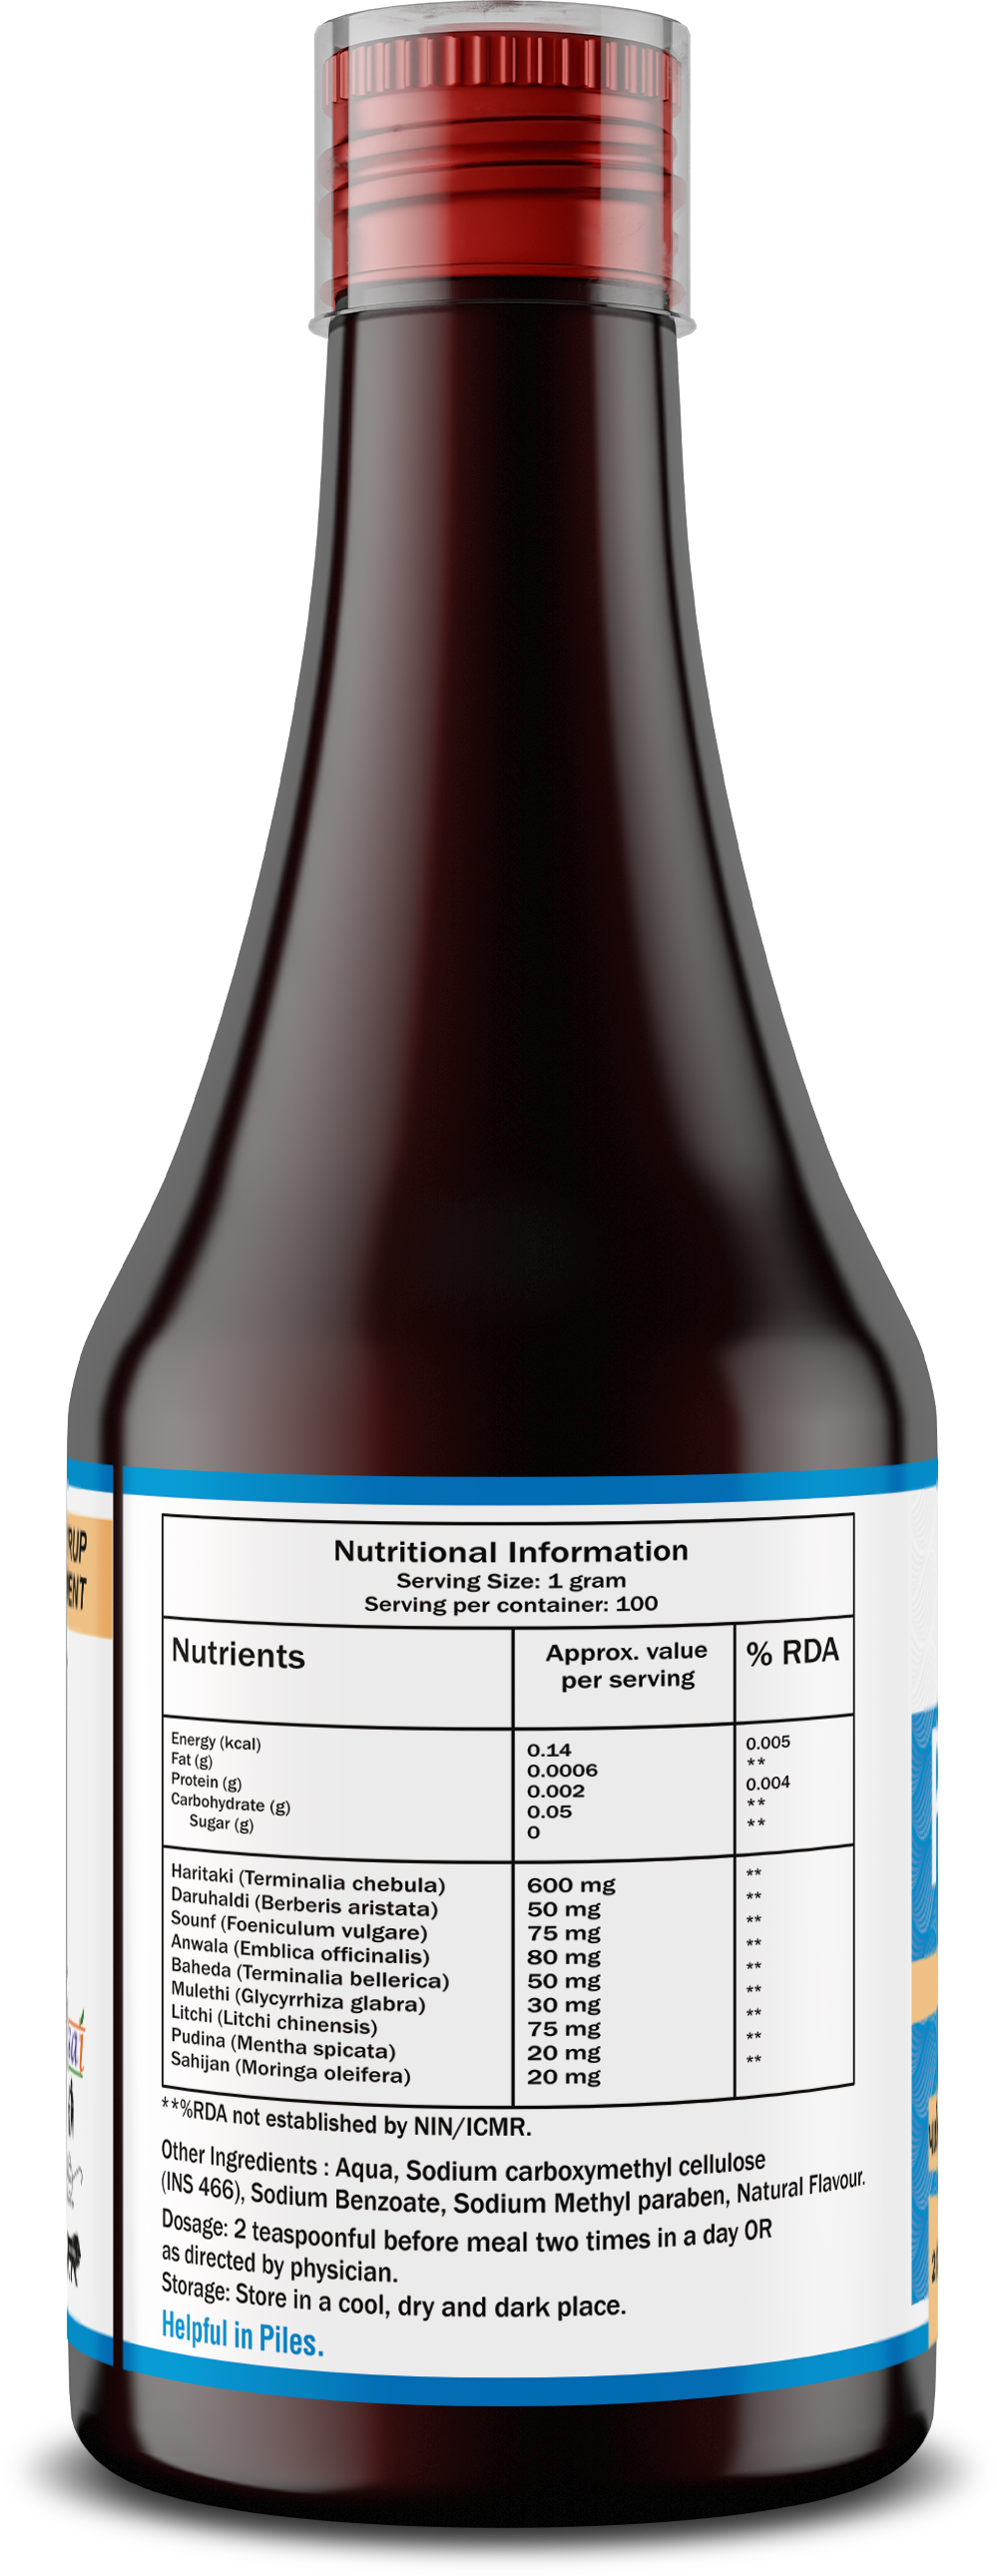 Nutritional Information
Serving Size: 1 gram
Serving per container: 100
Nutrients
Approx. value
per serving
% RDA
Energy (kcal) 0.14 0.005
Fat (g) 0.0006 **
Protein (g) 0.002 0.004
Carbohydrate (g) 0.05 **
Sugar (g) 0 **
Haritaki (Terminalia chebula) 600 mg **
Daruhaldi (Berberis aristata) 50 mg **
Sounf (Foeniculum vulgare) 75 mg **
Anwala (Emblica officinalis) 80 mg **
Baheda (Terminalia bellerica) 50 mg **
Mulethi (Glycyrrhiza glabra) 30 mg **
Litchi (Litchi chinensis) 75 mg **
Pudina (Mentha spicata) 20 mg **
Sahijan (Moringa oleifera) 20 mg **
**%RDA not established by NIN/ICMR.
Other Ingredients : Aqua, Sodium carboxymethyl cellulose
(INS 466), Sodium Benzoate, Sodium Methyl paraben, Natural Flavour.
Dosage: 2 teaspoonful before meal two times in a day OR
as directed by physician.
Storage: Store in a cool, dry and dark place.
Helpful in Piles.